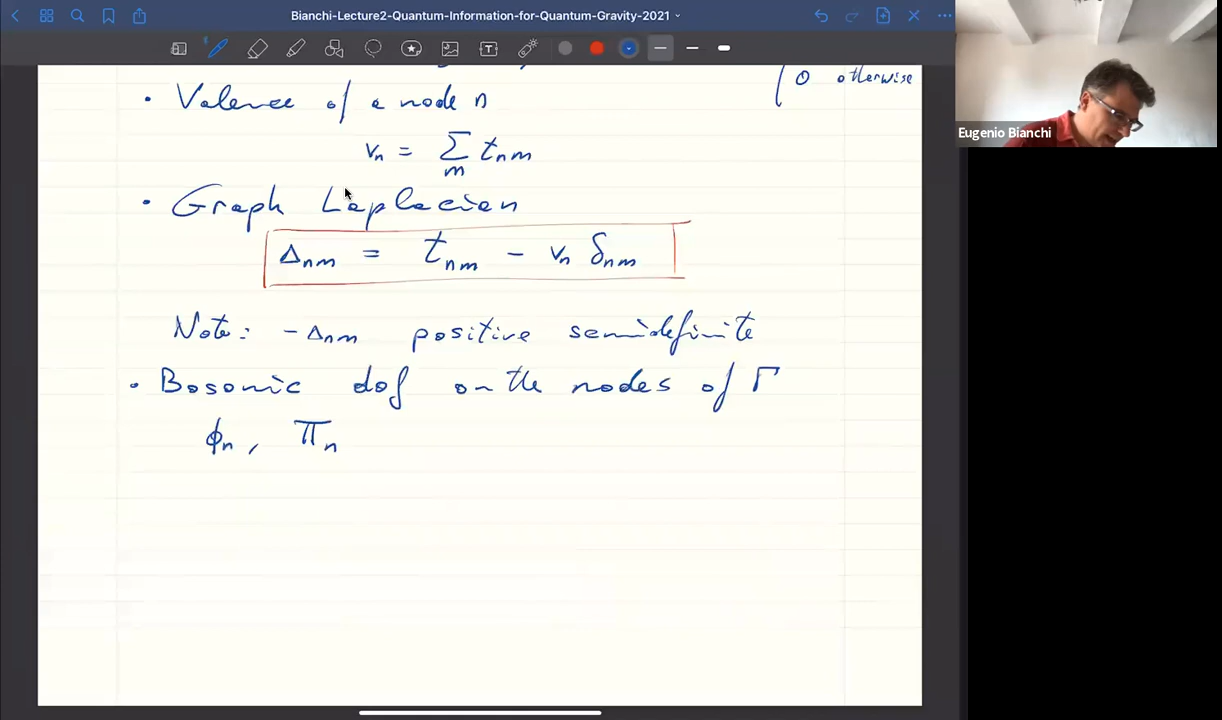 Bianchi-Lecture2-Quantum-Information-for-Quantum-Gravity-2021
0 otherwise
Eugenio Bianchi
• Valence of a node n
vₙ = Σₘ tₙₘ
• Graph Laplacian
Δₙₘ = tₙₘ - vₙ δₙₘ
Note: -Δₙₘ positive semidefinite
• Bosonic dof on the nodes of Γ
ϕₙ, πₙ